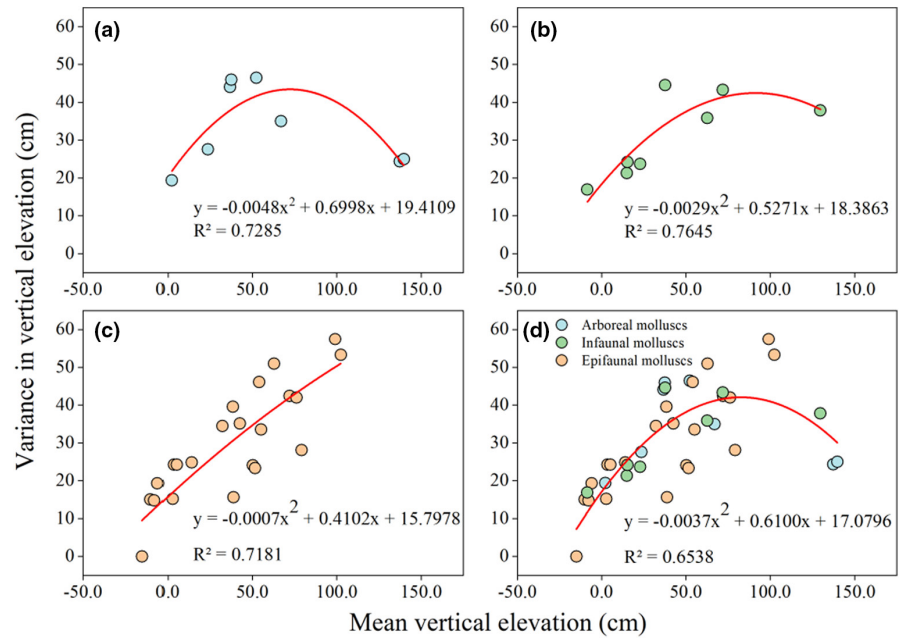 Variance in vertical elevation (cm)
(a)
60
50
40
30
20
10
0
y = -0.0048x² + 0.6998x + 19.4109
R² = 0.7285
-50.0 0.0 50.0 100.0 150.0
(b)
60
50
40
30
20
10
0
y = -0.0029x² + 0.5271x + 18.3863
R² = 0.7645
-50.0 0.0 50.0 100.0 150.0
(c)
60
50
40
30
20
10
0
y = -0.0007x² + 0.4102x + 15.7978
R² = 0.7181
-50.0 0.0 50.0 100.0 150.0
(d)
Arboreal molluscs
Infaunal molluscs
Epifaunal molluscs
60
50
40
30
20
10
0
y = -0.0037x² + 0.6100x + 17.0796
R² = 0.6538
-50.0 0.0 50.0 100.0 150.0
Mean vertical elevation (cm)